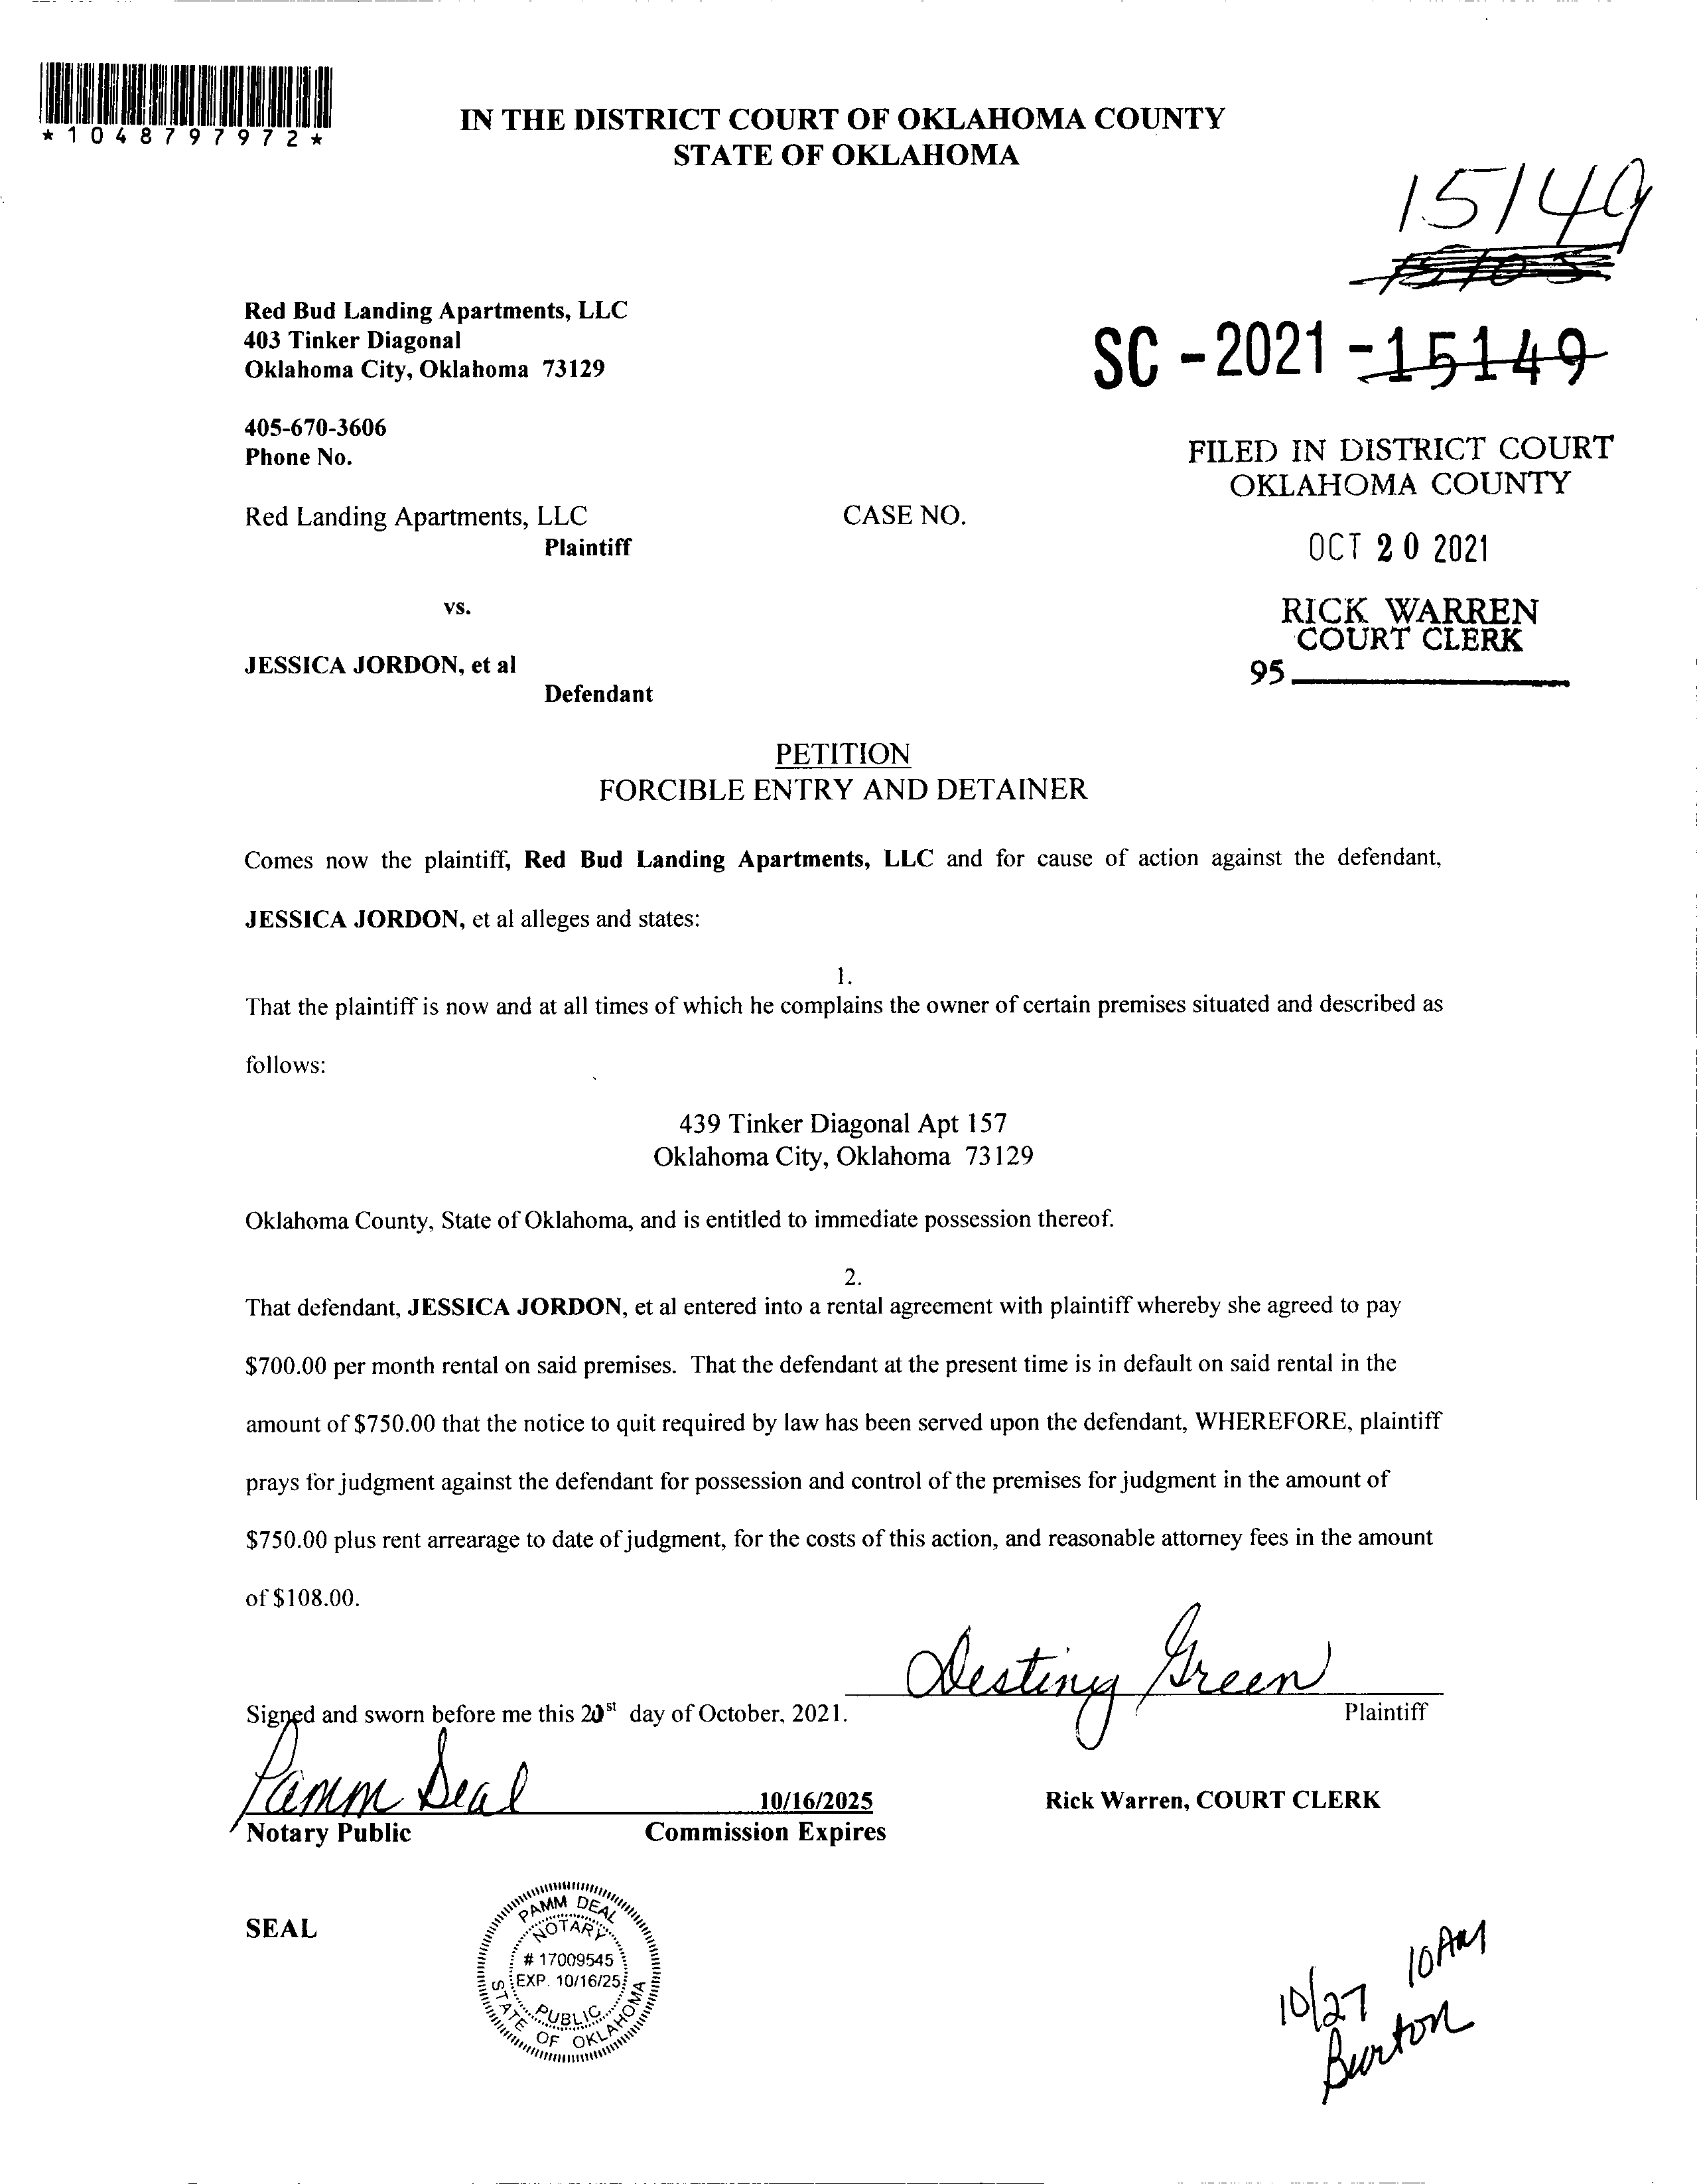 *1048797972*
IN THE DISTRICT COURT OF OKLAHOMA COUNTY
STATE OF OKLAHOMA
15149
Red Bud Landing Apartments, LLC
403 Tinker Diagonal
Oklahoma City, Oklahoma 73129
SC - 2021 - 15149
405-670-3606
Phone No.
FILED IN DISTRICT COURT
OKLAHOMA COUNTY
Red Landing Apartments, LLC CASE NO.
Plaintiff
OCT 20 2021
vs.
RICK WARREN
COURT CLERK
95
JESSICA JORDON, et al
Defendant
PETITION
FORCIBLE ENTRY AND DETAINER
Comes now the plaintiff, Red Bud Landing Apartments, LLC and for cause of action against the defendant,
JESSICA JORDON, et al alleges and states:
1.
That the plaintiff is now and at all times of which he complains the owner of certain premises situated and described as
follows:
439 Tinker Diagonal Apt 157
Oklahoma City, Oklahoma 73129
Oklahoma County, State of Oklahoma, and is entitled to immediate possession thereof.
2.
That defendant, JESSICA JORDON, et al entered into a rental agreement with plaintiff whereby she agreed to pay
$700.00 per month rental on said premises. That the defendant at the present time is in default on said rental in the
amount of $750.00 that the notice to quit required by law has been served upon the defendant, WHEREFORE, plaintiff
prays for judgment against the defendant for possession and control of the premises for judgment in the amount of
$750.00 plus rent arrearage to date of judgment, for the costs of this action, and reasonable attorney fees in the amount
of $108.00.
Destiny Green
Signed and sworn before me this 20st day of October, 2021.
Plaintiff
Pamm Deal
10/16/2025
Rick Warren, COURT CLERK
Notary Public
Commission Expires
SEAL
PAMM DEAL
NOTARY
# 17009545
EXP. 10/16/25
PUBLIC
STATE OF OKLAHOMA
10/27 10AM
Burton